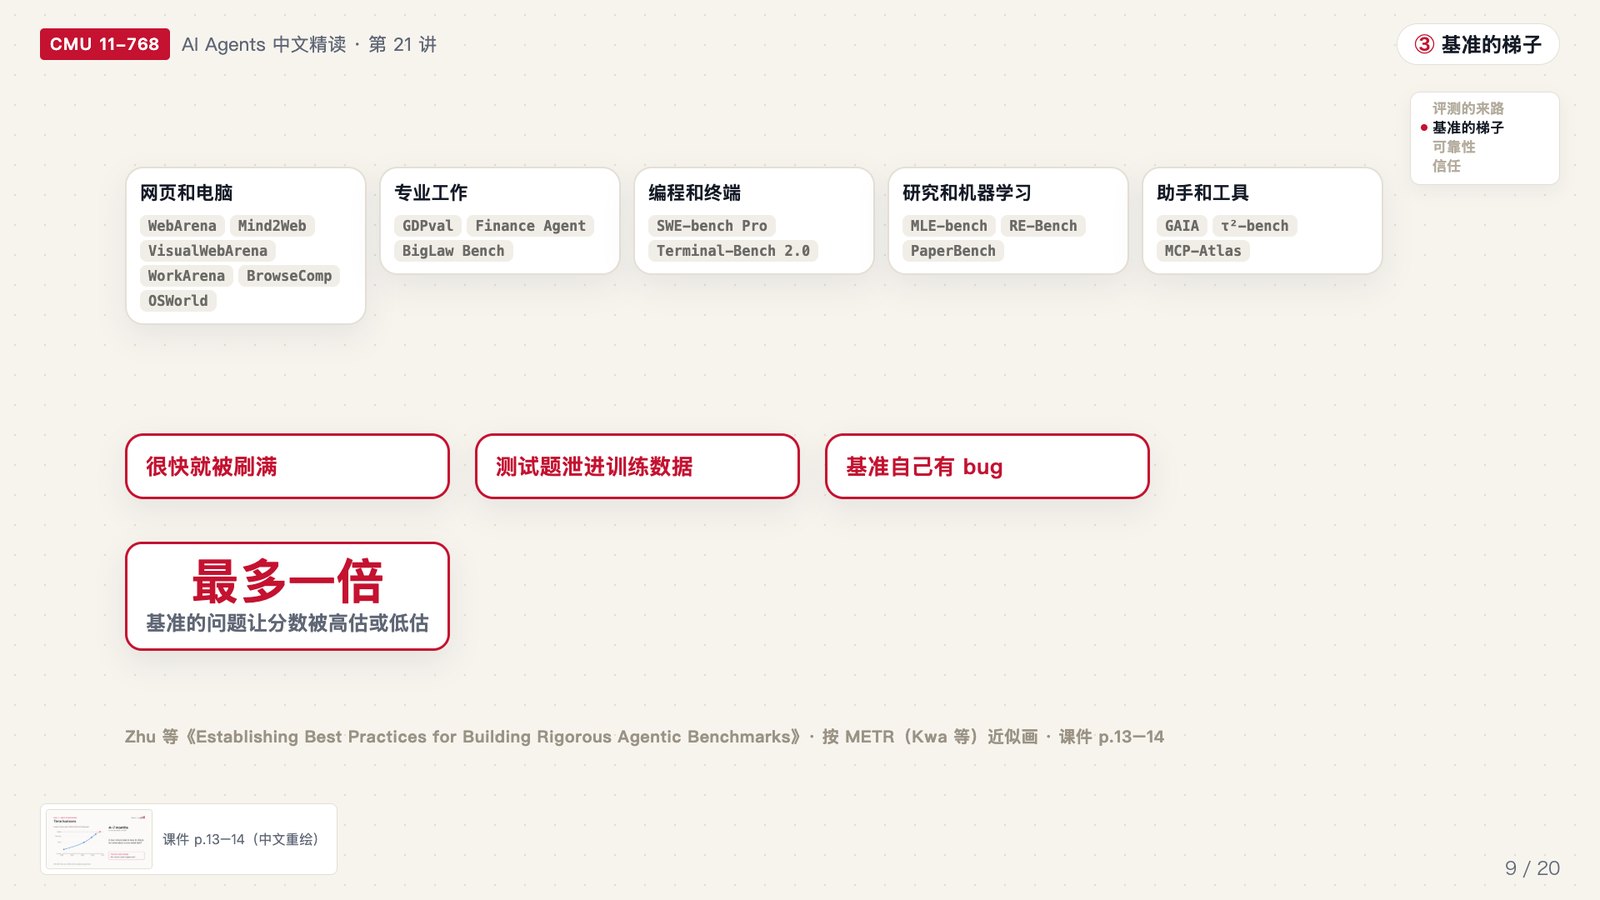 CMU 11-768 AI Agents 中文精读 · 第 21 讲
③ 基准的梯子
评测的来路
基准的梯子
可靠性
信任
网页和电脑
WebArena Mind2Web
VisualWebArena
WorkArena BrowseComp
OSWorld
专业工作
GDPval Finance Agent
BigLaw Bench
编程和终端
SWE-bench Pro
Terminal-Bench 2.0
研究和机器学习
MLE-bench RE-Bench
PaperBench
助手和工具
GAIA τ²-bench
MCP-Atlas
很快就被刷满
测试题泄进训练数据
基准自己有 bug
最多一倍
基准的问题让分数被高估或低估
Zhu 等《Establishing Best Practices for Building Rigorous Agentic Benchmarks》· 按 METR（Kwa 等）近似画 · 课件 p.13–14
课件 p.13–14（中文重绘）
9 / 20